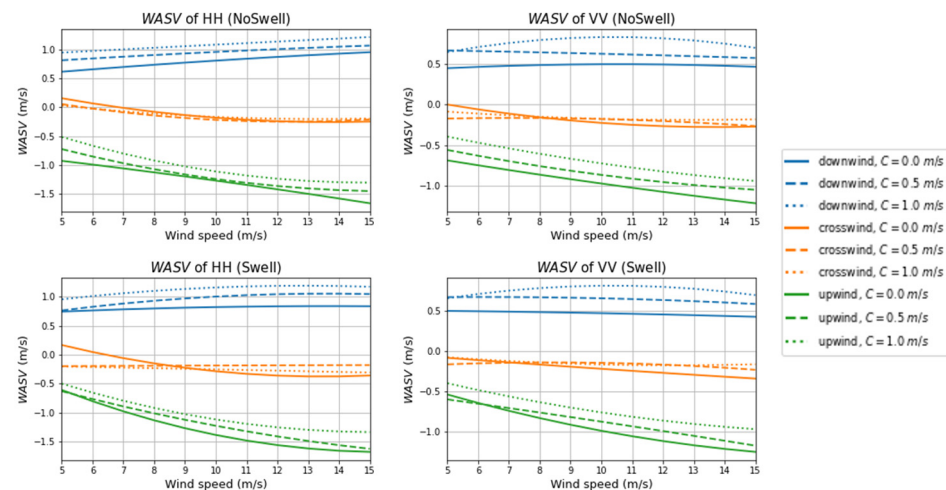 WASV of HH (NoSwell)
WASV (m/s)
1.0
0.5
0.0
−0.5
−1.0
−1.5
5 6 7 8 9 10 11 12 13 14 15
Wind speed (m/s)
WASV of VV (NoSwell)
WASV (m/s)
0.5
0.0
−0.5
−1.0
5 6 7 8 9 10 11 12 13 14 15
Wind speed (m/s)
WASV of HH (Swell)
WASV (m/s)
1.0
0.5
0.0
−0.5
−1.0
−1.5
5 6 7 8 9 10 11 12 13 14 15
Wind speed (m/s)
WASV of VV (Swell)
WASV (m/s)
0.5
0.0
−0.5
−1.0
5 6 7 8 9 10 11 12 13 14 15
Wind speed (m/s)
downwind, C = 0.0 m/s
downwind, C = 0.5 m/s
downwind, C = 1.0 m/s
crosswind, C = 0.0 m/s
crosswind, C = 0.5 m/s
crosswind, C = 1.0 m/s
upwind, C = 0.0 m/s
upwind, C = 0.5 m/s
upwind, C = 1.0 m/s